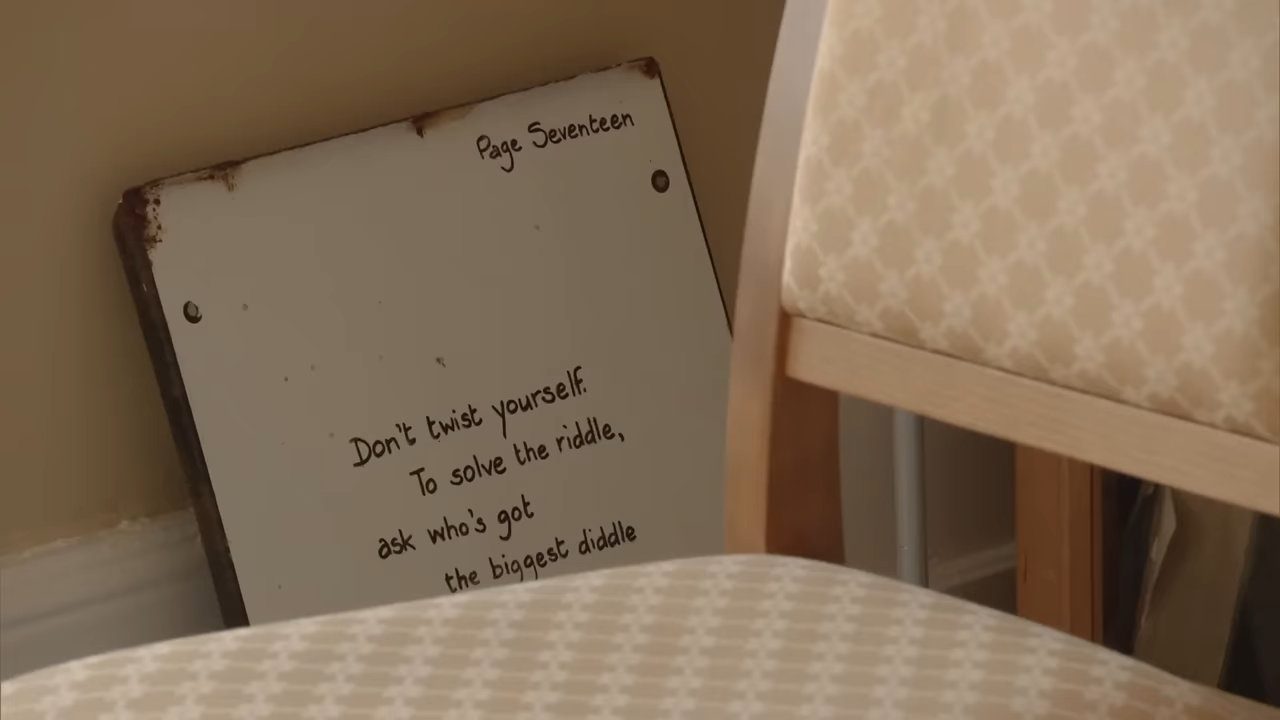 Page Seventeen
Don't twist yourself.
To solve the riddle,
ask who's got
the biggest diddle